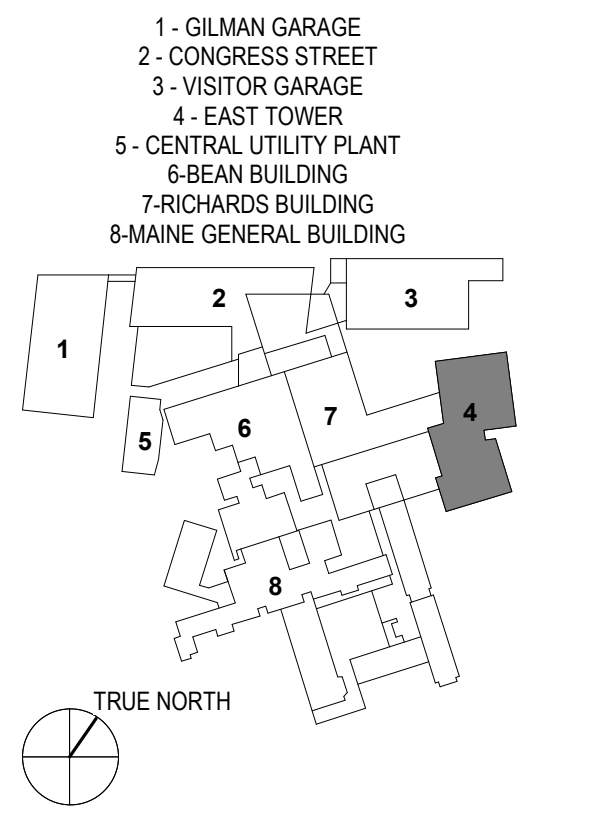 1 - GILMAN GARAGE
2 - CONGRESS STREET
3 - VISITOR GARAGE
4 - EAST TOWER
5 - CENTRAL UTILITY PLANT
6-BEAN BUILDING
7-RICHARDS BUILDING
8-MAINE GENERAL BUILDING
2
3
1
4
7
6
5
8
TRUE NORTH